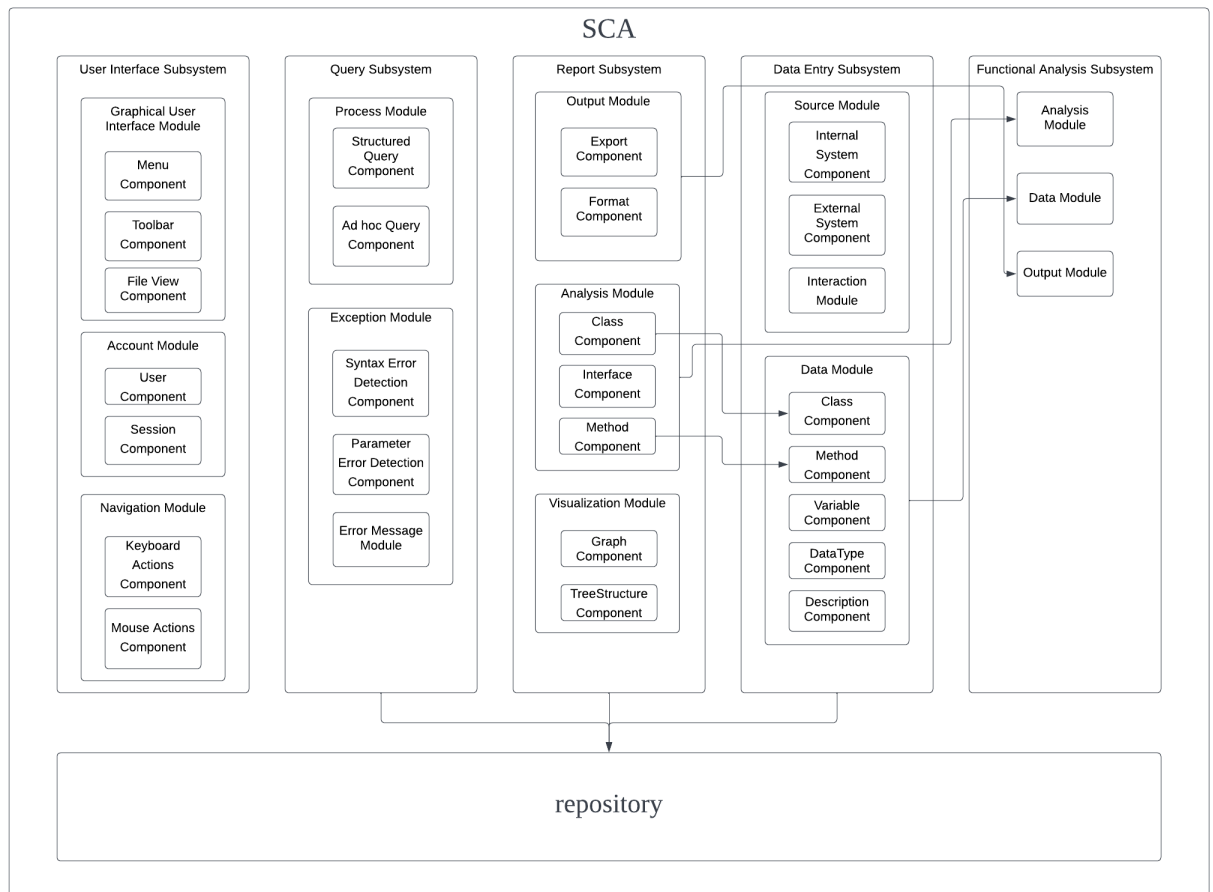 SCA
User Interface Subsystem
Graphical User
Interface Module
Menu
Component
Toolbar
Component
File View
Component
Account Module
User
Component
Session
Component
Navigation Module
Keyboard
Actions
Component
Mouse Actions
Component
Query Subsystem
Process Module
Structured
Query
Component
Ad hoc Query
Component
Exception Module
Syntax Error
Detection
Component
Parameter
Error Detection
Component
Error Message
Module
Report Subsystem
Output Module
Export
Component
Format
Component
Analysis Module
Class
Component
Interface
Component
Method
Component
Visualization Module
Graph
Component
TreeStructure
Component
Data Entry Subsystem
Source Module
Internal
System
Component
External
System
Component
Interaction
Module
Data Module
Class
Component
Method
Component
Variable
Component
DataType
Component
Description
Component
Functional Analysis Subsystem
Analysis
Module
Data Module
Output Module
repository